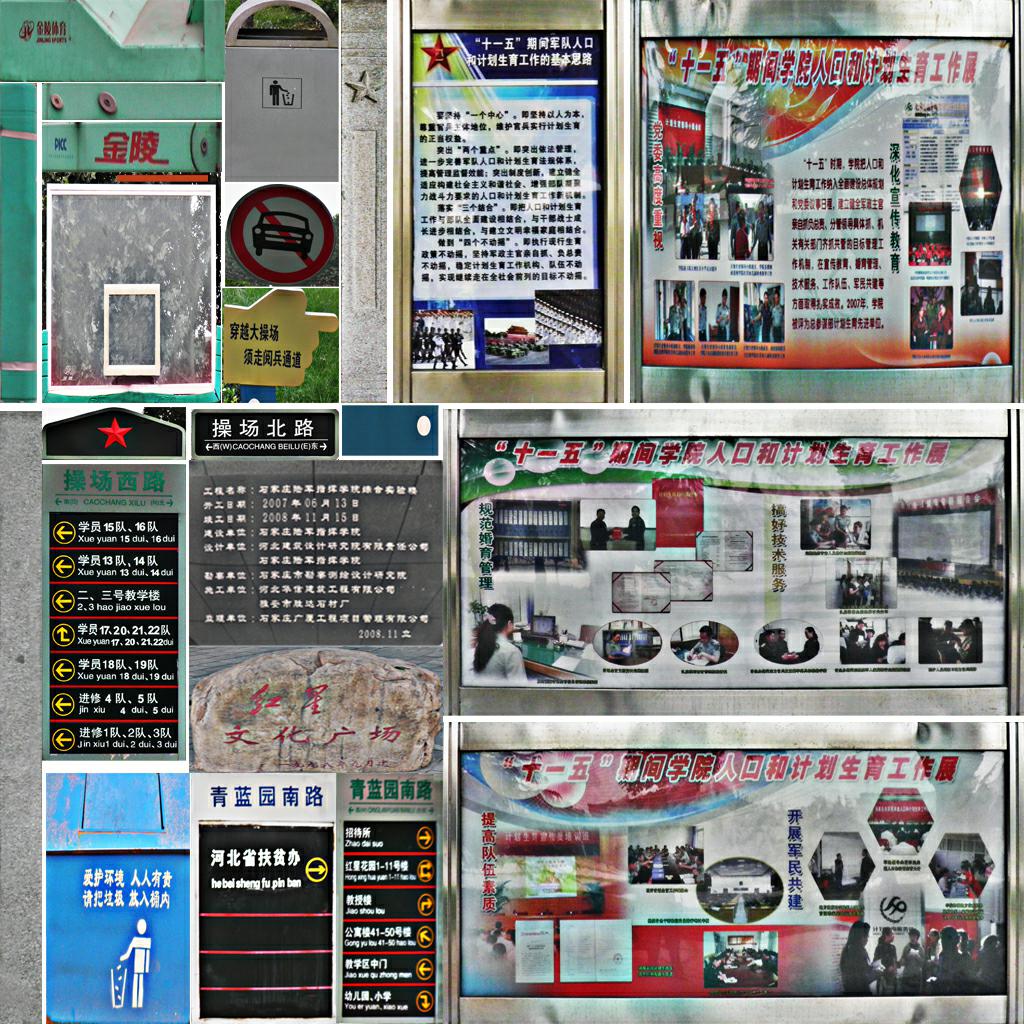 金陵体育
JINLING SPORTS
PICC
金陵
穿越大操场
须走阅兵通道
"十一五"期间军队人口
和计划生育工作的基本思路
要坚持"一个中心"。即坚持以人为本，
尊重官兵主体地位，维护官兵实行计划生育
的正当权益。
突出"两个重点"。即突出依法管理，
进一步完善军队人口和计划生育法规体系，
提高管理监督效能；突出制度创新，建立健全
适应构建社会主义和谐社会、增强部队凝聚
力战斗力要求的人口和计划生育工作新机制。
落实"三个结合"。即把人口和计划生育
工作与部队全面建设相结合，与干部战士成
长进步相结合，与建立文明幸福家庭相结合。
做到"四个不动摇"。即执行现行生育
政策不动摇，坚持军政主官亲自抓、负总责
不动摇，稳定计划生育工作机构、队伍不动
摇，实现继续走在全社会前列的目标不动摇。
"十一五"期间学院人口和计划生育工作展
党委高度重视
深化宣传教育
"十一五"时期，学院把人口和
计划生育工作纳入全面建设总体规划
和党委议事日程，建立健全军政主官
亲自抓负总责、分管领导具体抓、机
关有关部门齐抓共管的目标管理工
作机制，在宣传教育、婚育管理、
技术服务、工作队伍、军民共建等
方面取得扎实成效。2007年，学院
被评为总参谋部计划生育先进单位。
操场北路
西(W)CAOCHANG BEILU(E)东
操场西路
CAOCHANG XILU
学员15队、16队
Xue yuan 15 dui、16 dui
学员13队、14队
Xue yuan 13 dui、14 dui
二、三号教学楼
2、3 hao jiao xue lou
学员17、20、21、22队
Xue yuan 17、20、21、22 dui
学员18队、19队
Xue yuan 18 dui、19 dui
进修 4 队、5 队
jin xiu 4 dui、5 dui
进修1队、2队、3队
Jin xiu1 dui、2 dui、3 dui
工程名称：石家庄陆军指挥学院综合实验楼
开工日期：2007年06月13日
竣工日期：2008年11月15日
建设单位：石家庄陆军指挥学院
设计单位：河北建筑设计研究院有限责任公司
石家庄陆军指挥学院
勘察单位：石家庄市勘察测绘设计研究院
施工单位：河北华信建筑工程有限公司
雅安市胜达石材厂
监理单位：石家庄广厦工程项目管理有限公司
2008.11 立
红星
文化广场
"十一五"期间学院人口和计划生育工作展
规范婚育管理
搞好技术服务
爱护环境 人人有责
请把垃圾 放入桶内
青蓝园南路
河北省扶贫办
he bei sheng fu pin ban
青蓝园南路
招待所
Zhao dai suo
红星花园1-11号楼
Hong xing hua yuan 1-11 hao lou
教授楼
Jiao shou lou
公寓楼41-50号楼
Gong yu lou 41-50 hao lou
教学区中门
Jiao xue qu zhong men
幼儿园、小学
You er yuan、xiao xue
"十一五"期间学院人口和计划生育工作展
提高队伍素质
开展军民共建